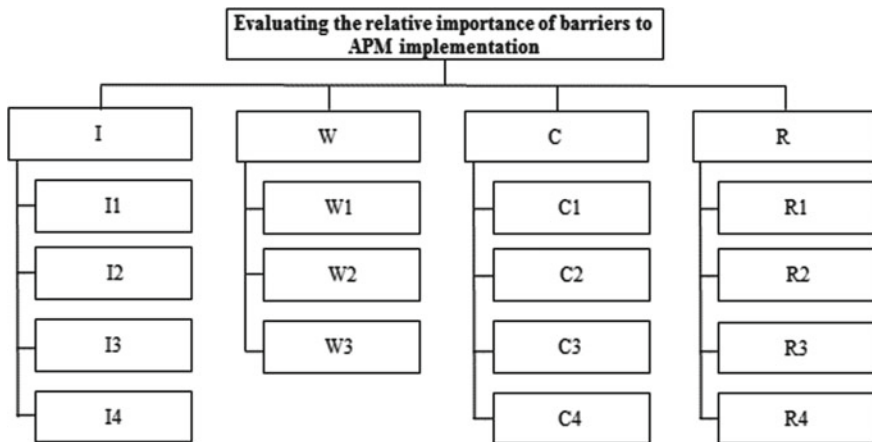 Evaluating the relative importance of barriers to
APM implementation
I
W
C
R
I1
W1
C1
R1
I2
W2
C2
R2
I3
W3
C3
R3
I4
C4
R4